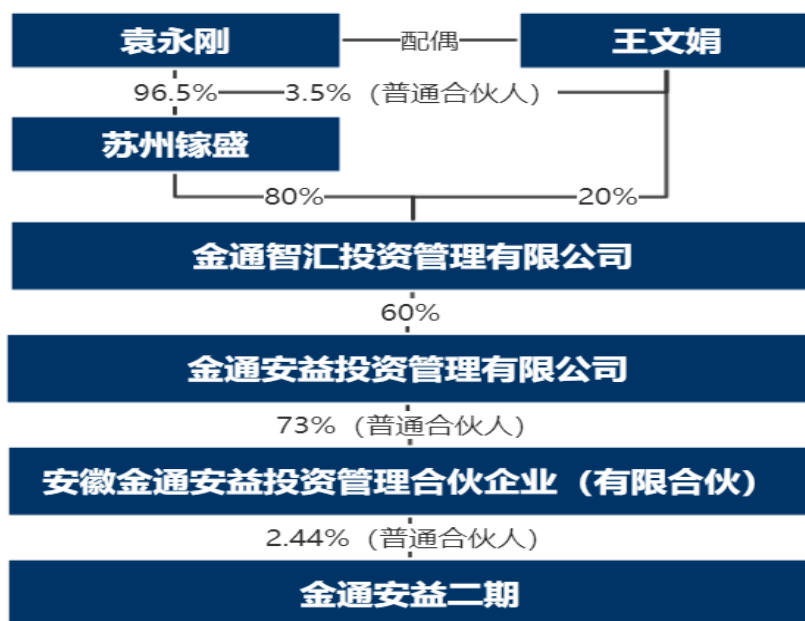 袁永刚 配偶 王文娟
96.5% 3.5%（普通合伙人）
苏州镓盛
80% 20%
金通智汇投资管理有限公司
60%
金通安益投资管理有限公司
73%（普通合伙人）
安徽金通安益投资管理合伙企业（有限合伙）
2.44%（普通合伙人）
金通安益二期